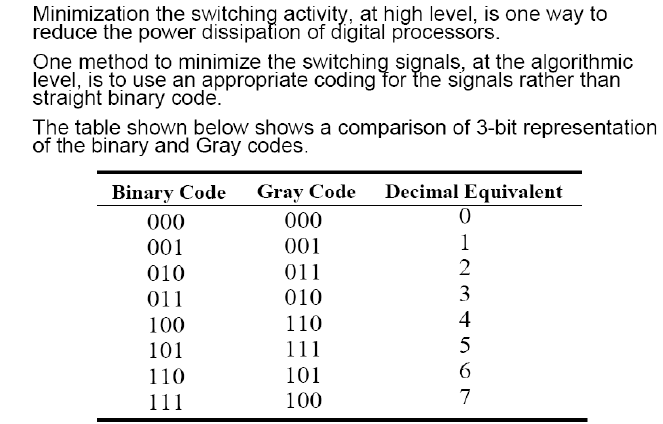 Minimization the switching activity, at high level, is one way to
reduce the power dissipation of digital processors.
One method to minimize the switching signals, at the algorithmic
level, is to use an appropriate coding for the signals rather than
straight binary code.
The table shown below shows a comparison of 3-bit representation
of the binary and Gray codes.
Binary Code Gray Code Decimal Equivalent
000 000 0
001 001 1
010 011 2
011 010 3
100 110 4
101 111 5
110 101 6
111 100 7